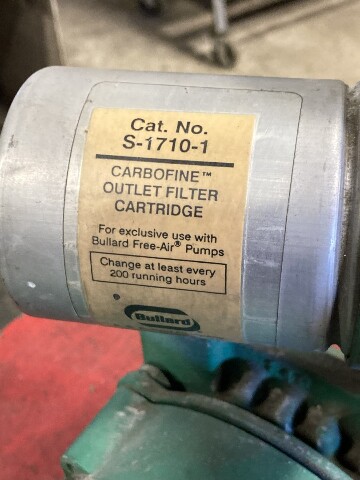 Cat. No.
S-1710-1
CARBOFINE™
OUTLET FILTER
CARTRIDGE
For exclusive use with
Bullard Free-Air® Pumps
Change at least every
200 running hours
® Bullard